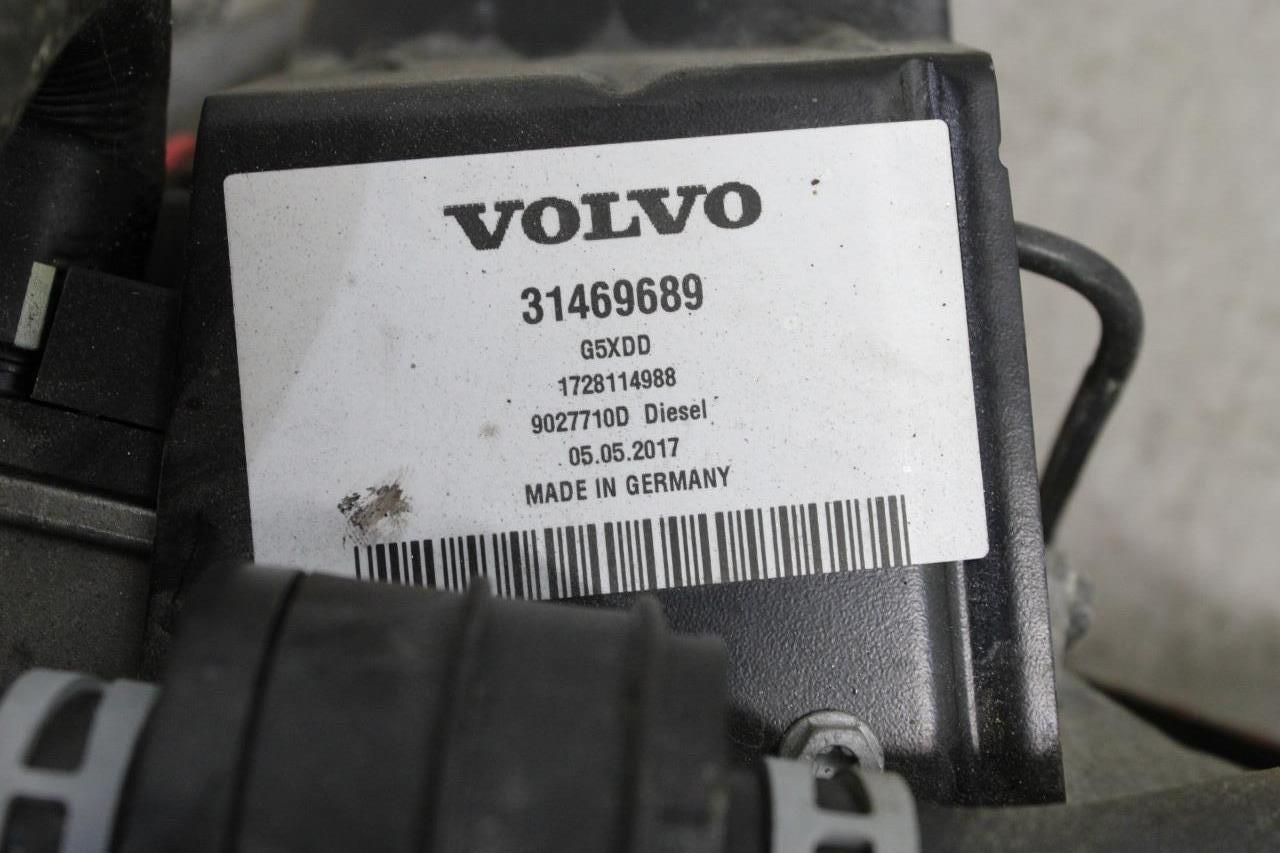 VOLVO
31469689
G5XDD
1728114988
9027710D Diesel
05.05.2017
MADE IN GERMANY